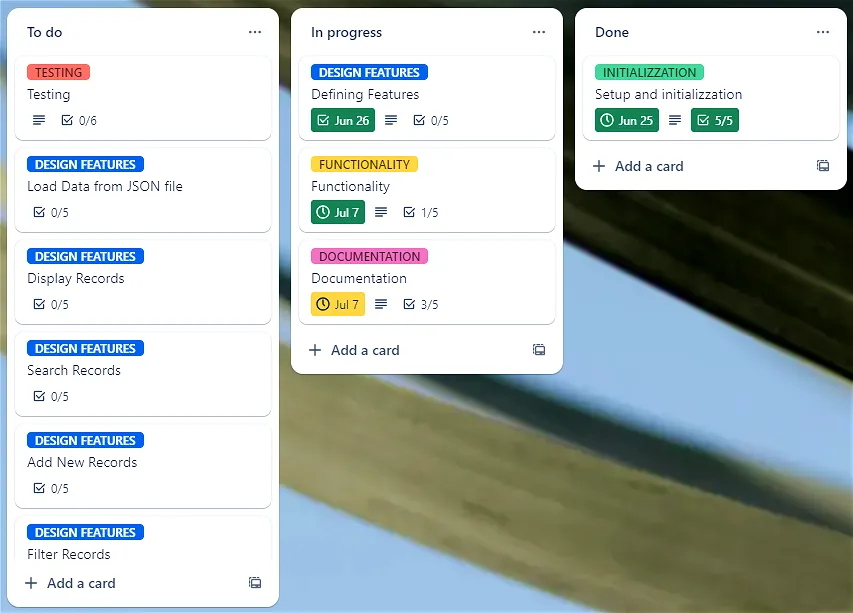 To do
TESTING
Testing
0/6
DESIGN FEATURES
Load Data from JSON file
0/5
DESIGN FEATURES
Display Records
0/5
DESIGN FEATURES
Search Records
0/5
DESIGN FEATURES
Add New Records
0/5
DESIGN FEATURES
Filter Records
Add a card
In progress
DESIGN FEATURES
Defining Features
Jun 26 0/5
FUNCTIONALITY
Functionality
Jul 7 1/5
DOCUMENTATION
Documentation
Jul 7 3/5
Add a card
Done
INITIALIZZATION
Setup and initializzation
Jun 25 5/5
Add a card